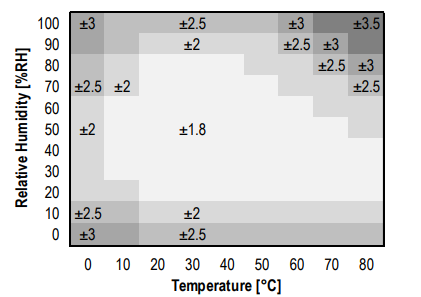 Relative Humidity [%RH]
100 ±3 ±2.5 ±3 ±3.5
90 ±2 ±2.5 ±3
80 ±2.5 ±3
70 ±2.5 ±2 ±2.5
60
50 ±2 ±1.8
40
30
20
10 ±2.5 ±2
0 ±3 ±2.5
0 10 20 30 40 50 60 70 80
Temperature [°C]